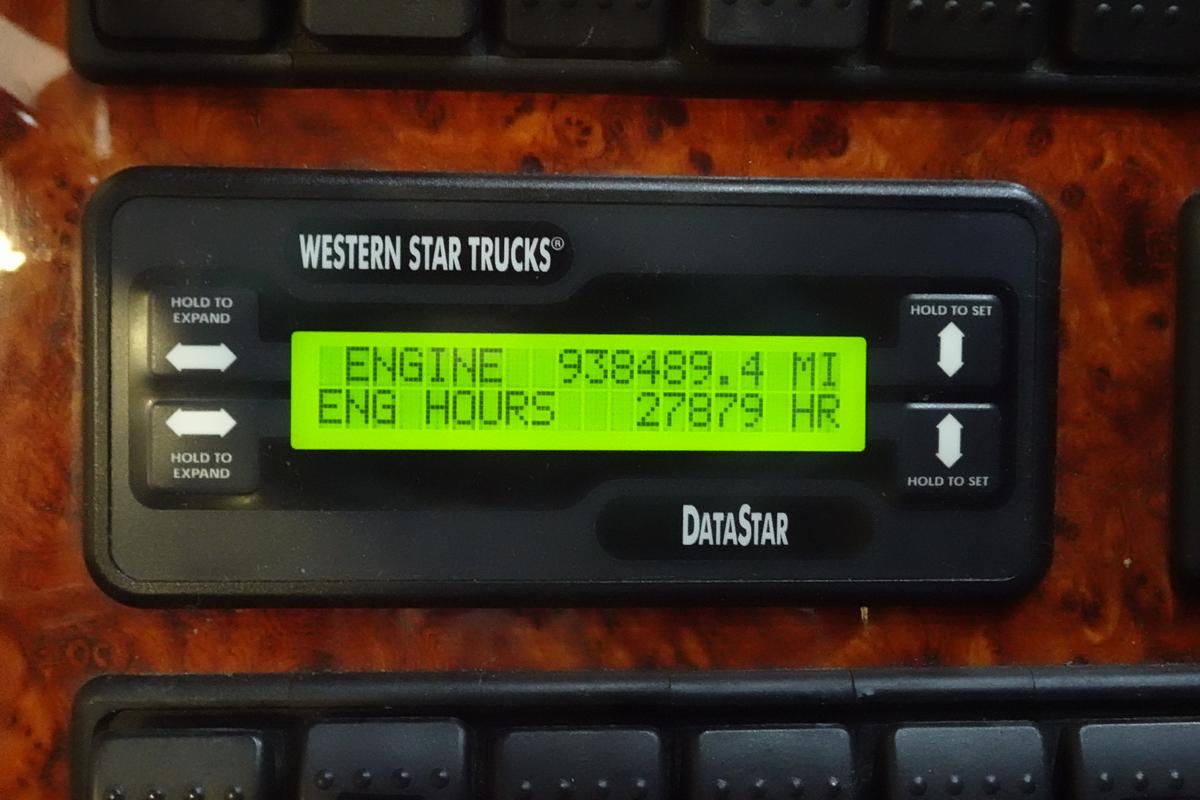 WESTERN STAR TRUCKS®
HOLD TO
EXPAND
HOLD TO SET
ENGINE 938489.4 MI
ENG HOURS 27879 HR
HOLD TO
EXPAND
HOLD TO SET
DATASTAR